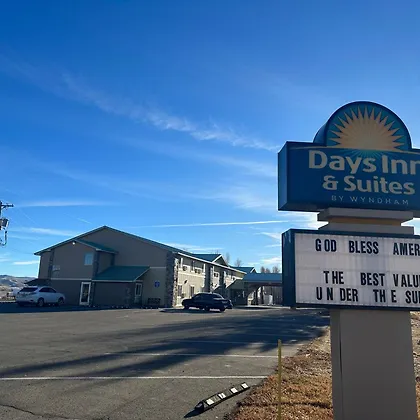 Days Inn
& Suites
BY WYNDHAM
GOD BLESS AMER
THE BEST VALU
UNDER THE SU